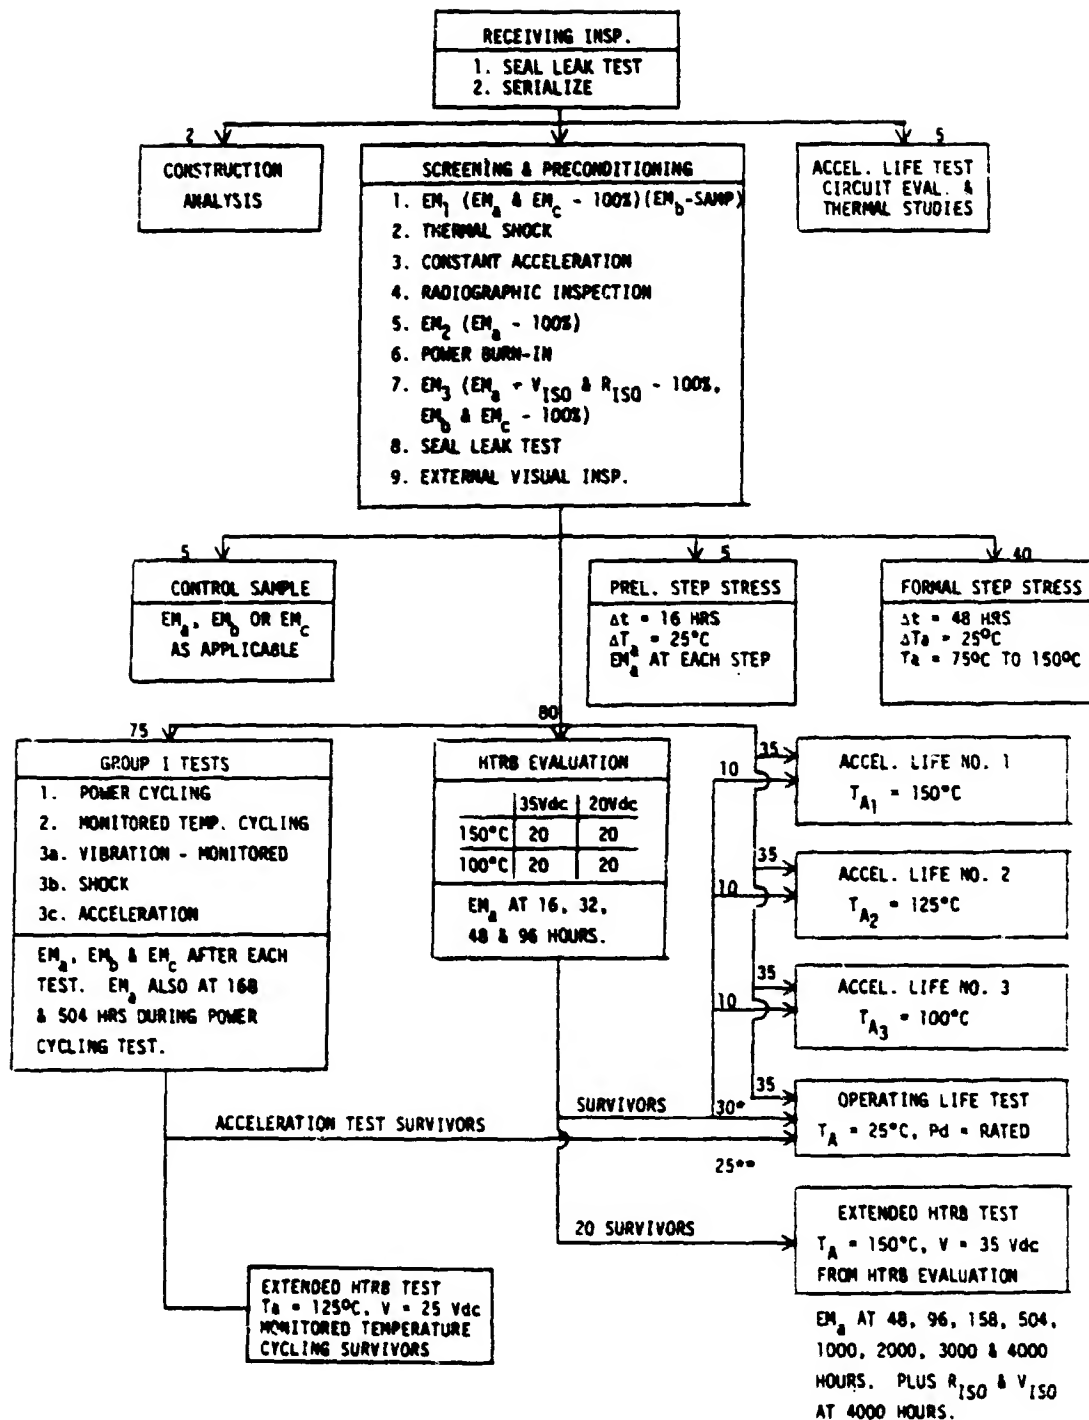 RECEIVING INSP.
1. SEAL LEAK TEST
2. SERIALIZE
2
5
CONSTRUCTION
ANALYSIS
SCREENING & PRECONDITIONING
1. EM1 (EMa & EMc - 100%)(EMb-SAMP)
2. THERMAL SHOCK
3. CONSTANT ACCELERATION
4. RADIOGRAPHIC INSPECTION
5. EM2 (EMa - 100%)
6. POWER BURN-IN
7. EM3 (EMa - VISO & RISO - 100%,
EMb & EMc - 100%)
8. SEAL LEAK TEST
9. EXTERNAL VISUAL INSP.
ACCEL. LIFE TEST
CIRCUIT EVAL. &
THERMAL STUDIES
5
5
40
CONTROL SAMPLE
EMa, EMb OR EMc
AS APPLICABLE
PREL. STEP STRESS
Δt = 16 HRS
ΔTa = 25°C
EMa AT EACH STEP
FORMAL STEP STRESS
Δt = 48 HRS
ΔTa = 25°C
Ta = 75°C TO 150°C
75
80
GROUP I TESTS
1. POWER CYCLING
2. MONITORED TEMP. CYCLING
3a. VIBRATION - MONITORED
3b. SHOCK
3c. ACCELERATION
EMa, EMb & EMc AFTER EACH
TEST. EMa ALSO AT 168
& 504 HRS DURING POWER
CYCLING TEST.
HTRB EVALUATION
35Vdc 20Vdc
150°C 20 20
100°C 20 20
EMa AT 16, 32,
48 & 96 HOURS.
35
10
ACCEL. LIFE NO. 1
TA1 = 150°C
35
10
ACCEL. LIFE NO. 2
TA2 = 125°C
35
10
ACCEL. LIFE NO. 3
TA3 = 100°C
35
OPERATING LIFE TEST
TA = 25°C, Pd = RATED
SURVIVORS
30*
ACCELERATION TEST SURVIVORS
25**
20 SURVIVORS
EXTENDED HTRB TEST
TA = 150°C, V = 35 Vdc
FROM HTRB EVALUATION
EXTENDED HTRB TEST
Ta = 125°C, V = 25 Vdc
MONITORED TEMPERATURE
CYCLING SURVIVORS
EMa AT 48, 96, 158, 504,
1000, 2000, 3000 & 4000
HOURS. PLUS RISO & VISO
AT 4000 HOURS.